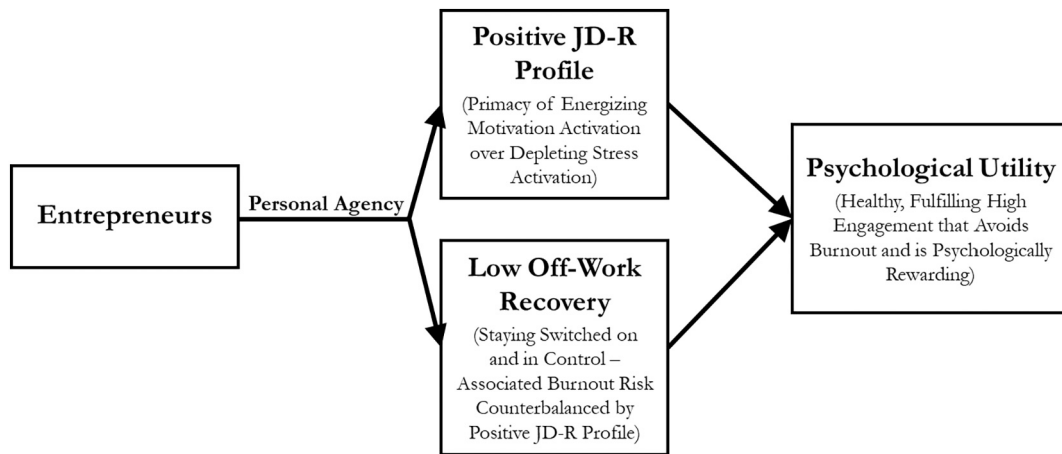 Entrepreneurs
Personal Agency
Positive JD-R
Profile
(Primacy of Energizing
Motivation Activation
over Depleting Stress
Activation)
Low Off-Work
Recovery
(Staying Switched on
and in Control –
Associated Burnout Risk
Counterbalanced by
Positive JD-R Profile)
Psychological Utility
(Healthy, Fulfilling High
Engagement that Avoids
Burnout and is Psychologically
Rewarding)